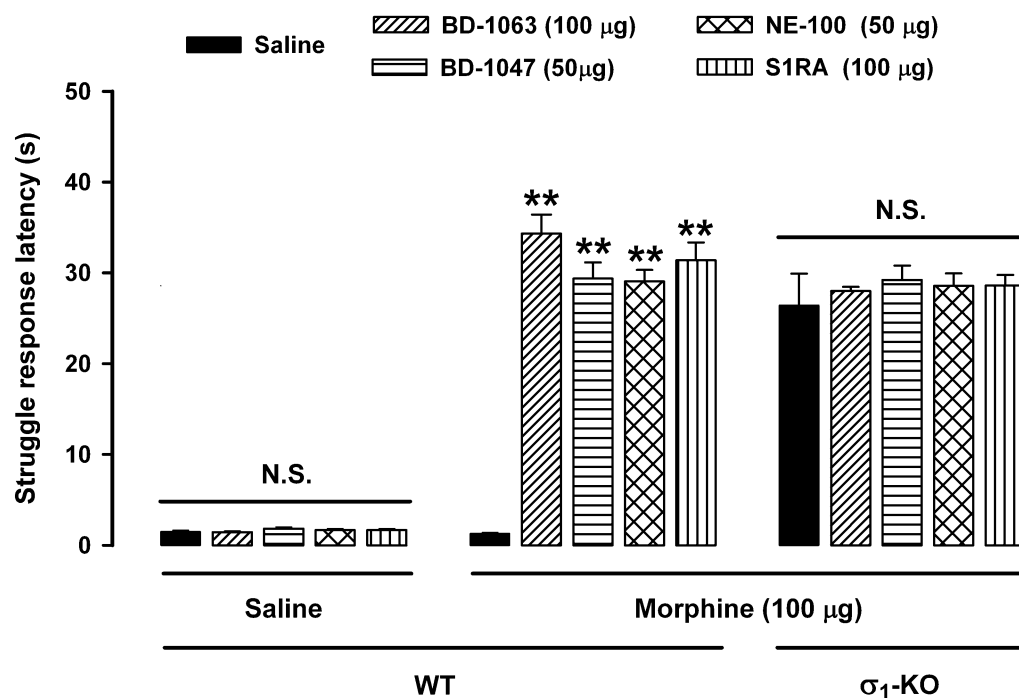 Saline
BD-1063 (100 μg)
NE-100 (50 μg)
BD-1047 (50μg)
S1RA (100 μg)
Struggle response latency (s)
50
40
30
20
10
0
N.S.
**
**
**
**
N.S.
Saline
Morphine (100 μg)
WT
σ₁-KO